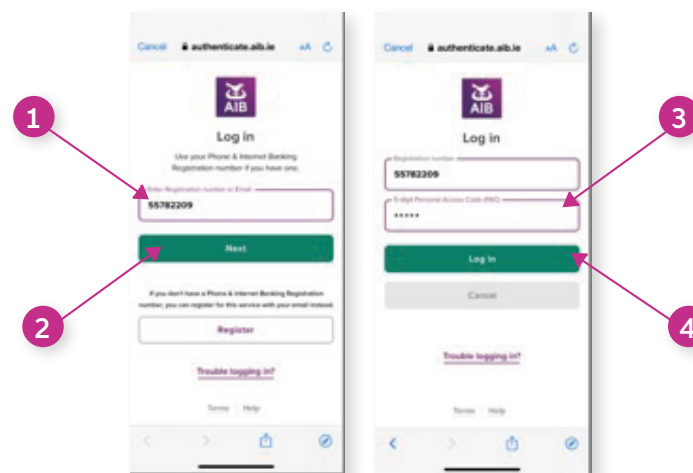 Cancel authenticate.aib.ie AA
AIB
Log in
Use your Phone & Internet Banking
Registration number if you have one.
Enter Registration number or Email
55782209
Next
If you don't have a Phone & Internet Banking Registration
number, you can register for this service with your email instead.
Register
Trouble logging in?
Terms Help
1
2
Cancel authenticate.aib.ie AA
AIB
Log in
Registration number
55782209
5-digit Personal Access Code (PAC)
*****
Log in
Cancel
Trouble logging in?
Terms Help
3
4